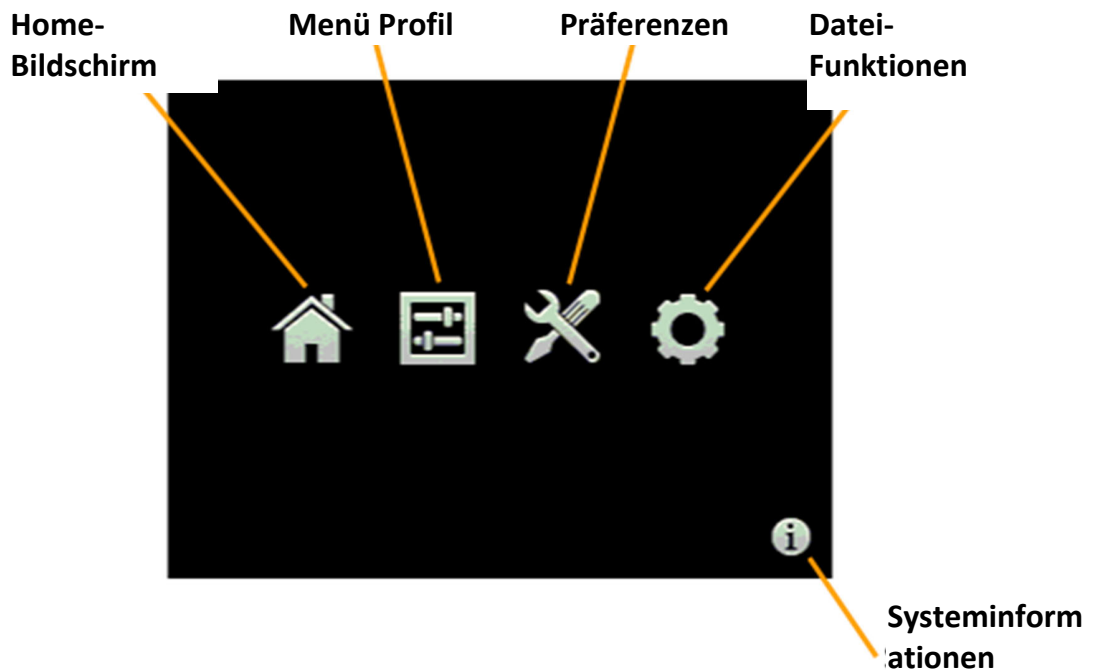 Home-
Bildschirm
Menü Profil
Präferenzen
Datei-
Funktionen
Systeminform
ationen